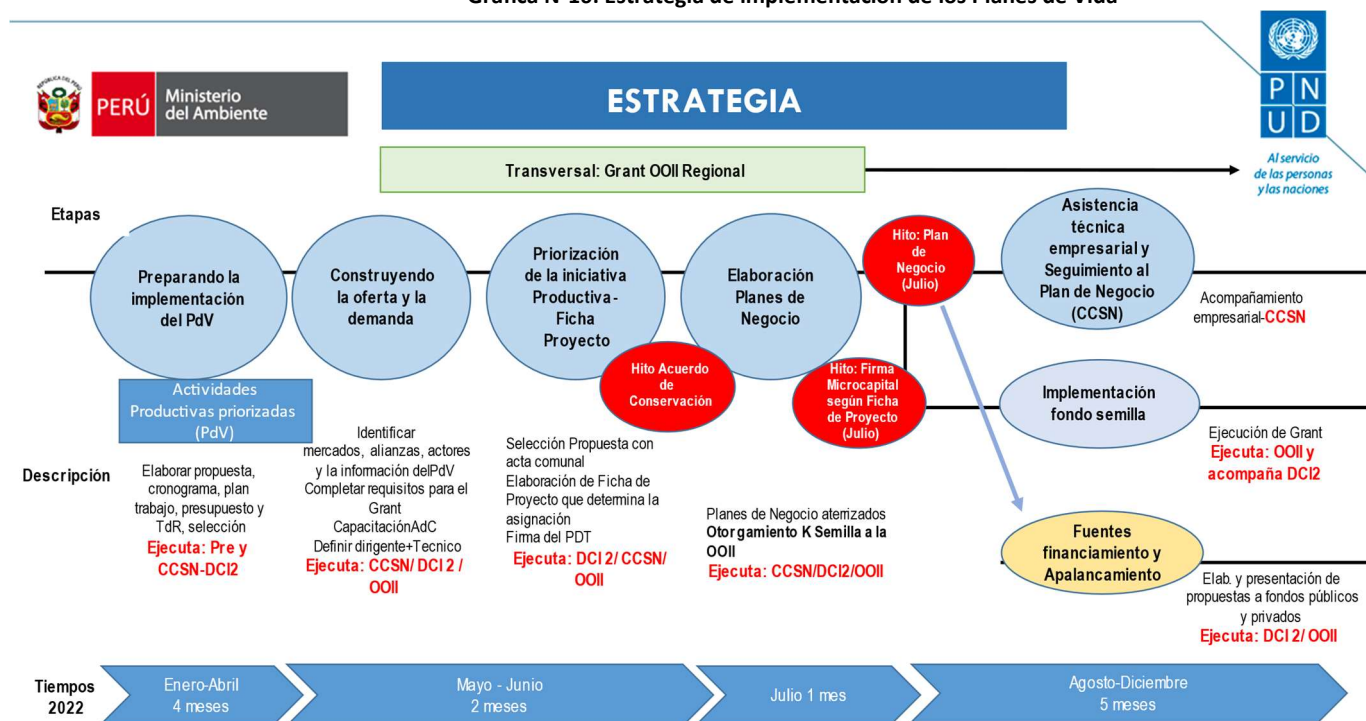 Gráfica N°10: Estrategia de implementación de los Planes de Vida
PERÚ
Ministerio
del Ambiente
ESTRATEGIA
P N
U D
Al servicio
de las personas
y las naciones
Transversal: Grant OOII Regional
Etapas
Preparando la
implementación
del PdV
Construyendo
la oferta y la
demanda
Priorización
de la iniciativa
Productiva-
Ficha
Proyecto
Elaboración
Planes de
Negocio
Hito: Plan
de
Negocio
(Julio)
Asistencia
técnica
empresarial y
Seguimiento al
Plan de Negocio
(CCSN)
Acompañamiento
empresarial-CCSN
Hito Acuerdo
de
Conservación
Hito: Firma
Microcapital
según Ficha
de Proyecto
(Julio)
Implementación
fondo semilla
Ejecución de Grant
Ejecuta: OOII y
acompaña DCI2
Actividades
Productivas priorizadas
(PdV)
Descripción
Elaborar propuesta,
cronograma, plan
trabajo, presupuesto y
TdR, selección
Ejecuta: Pre y
CCSN-DCI2
Identificar
mercados, alianzas, actores
y la información delPdV
Completar requisitos para el
Grant
CapacitaciónAdC
Definir dirigente+Tecnico
Ejecuta: CCSN/ DCI 2 /
OOII
Selección Propuesta con
acta comunal
Elaboración de Ficha de
Proyecto que determina la
asignación
Firma del PDT
Ejecuta: DCI 2/ CCSN/
OOII
Planes de Negocio aterrizados
Otorgamiento K Semilla a la
OOII
Ejecuta: CCSN/DCI2/OOII
Fuentes
financiamiento y
Apalancamiento
Elab. y presentación de
propuestas a fondos públicos
y privados
Ejecuta: DCI 2/ OOII
Tiempos
2022
Enero-Abril
4 meses
Mayo - Junio
2 meses
Julio 1 mes
Agosto-Diciembre
5 meses